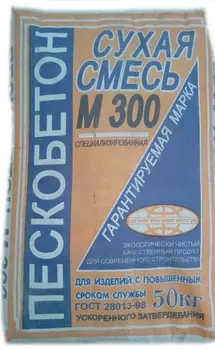 ПЕСКОБЕТОН
СУХАЯ
СМЕСЬ
М 300
СПЕЦИАЛИЗИРОВАННАЯ
ГАРАНТИРУЕМАЯ МАРКА
ЭКОЛОГИЧЕСКИ ЧИСТЫЙ
КАЧЕСТВЕННЫЙ ПРОДУКТ
ДЛЯ СОВРЕМЕННОГО СТРОИТЕЛЬСТВА
ДЛЯ ИЗДЕЛИЙ С ПОВЫШЕННЫМ
СРОКОМ СЛУЖБЫ 50кг
ГОСТ 28013-98
УСКОРЕННОГО ЗАТВЕРДЕВАНИЯ